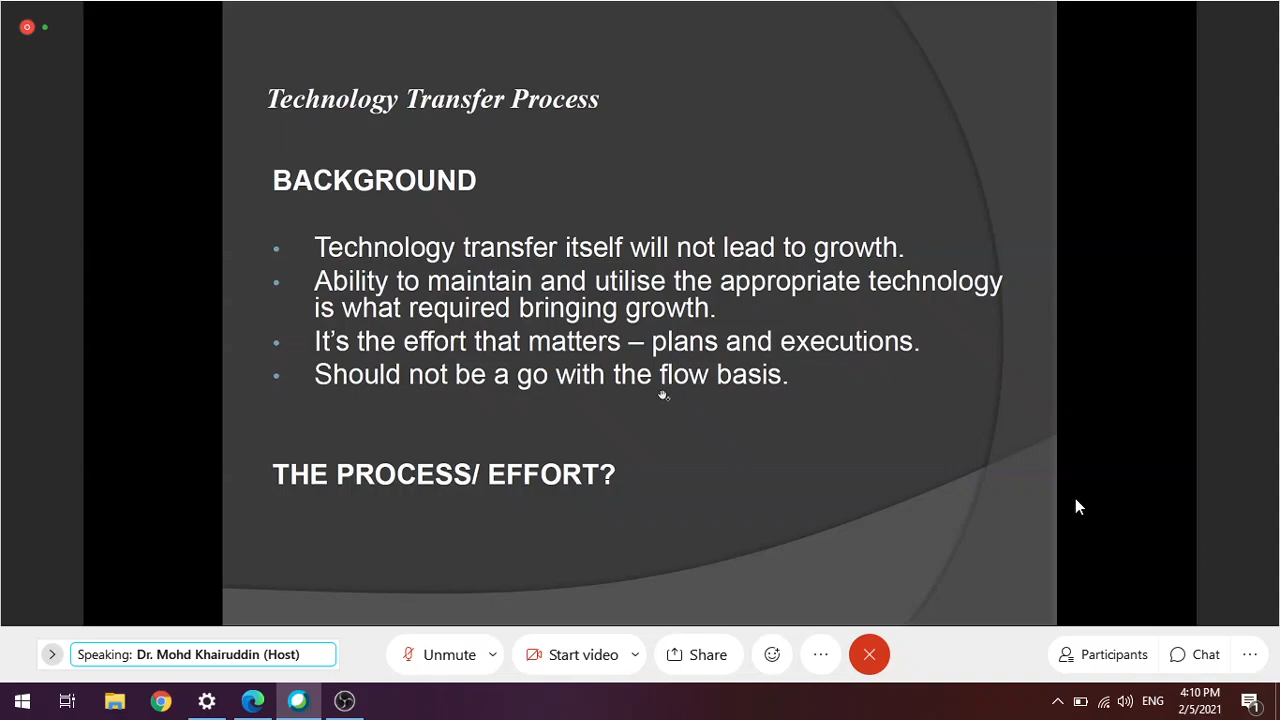 Technology Transfer Process
BACKGROUND
• Technology transfer itself will not lead to growth.
• Ability to maintain and utilise the appropriate technology
is what required bringing growth.
• It's the effort that matters – plans and executions.
• Should not be a go with the flow basis.
THE PROCESS/ EFFORT?
Speaking: Dr. Mohd Khairuddin (Host)
Unmute
Start video
Share
Participants
Chat
ENG
4:10 PM
2/5/2021
1